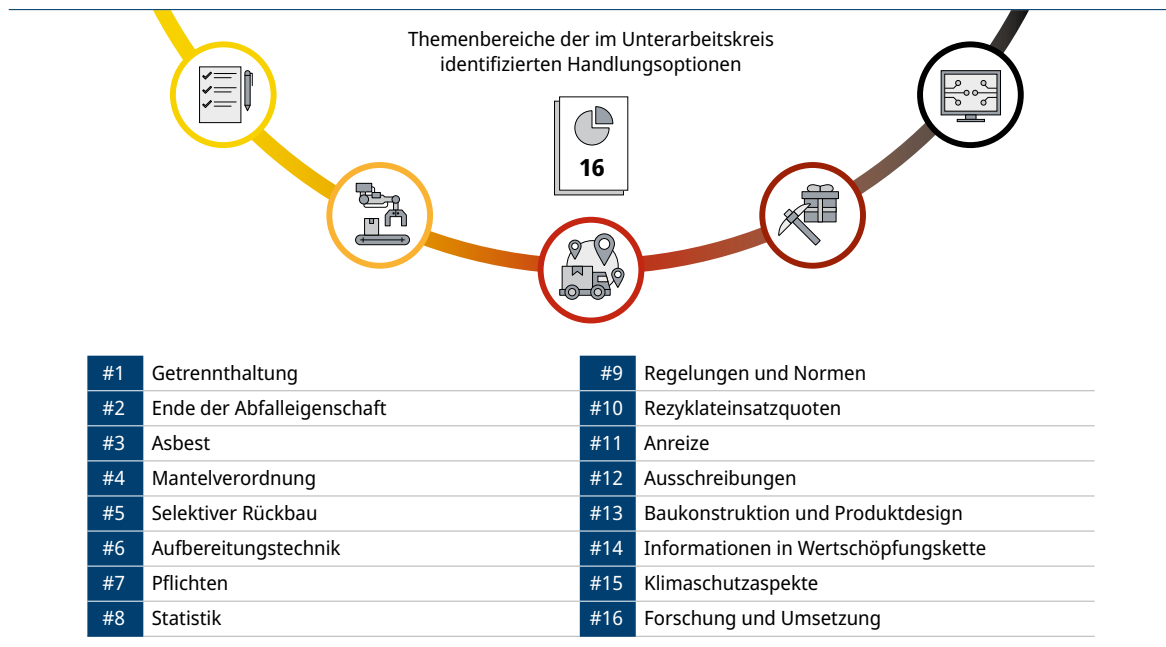 Themenbereiche der im Unterarbeitskreis
identifizierten Handlungsoptionen
16
#1 Getrennthaltung
#2 Ende der Abfalleigenschaft
#3 Asbest
#4 Mantelverordnung
#5 Selektiver Rückbau
#6 Aufbereitungstechnik
#7 Pflichten
#8 Statistik
#9 Regelungen und Normen
#10 Rezyklateinsatzquoten
#11 Anreize
#12 Ausschreibungen
#13 Baukonstruktion und Produktdesign
#14 Informationen in Wertschöpfungskette
#15 Klimaschutzaspekte
#16 Forschung und Umsetzung